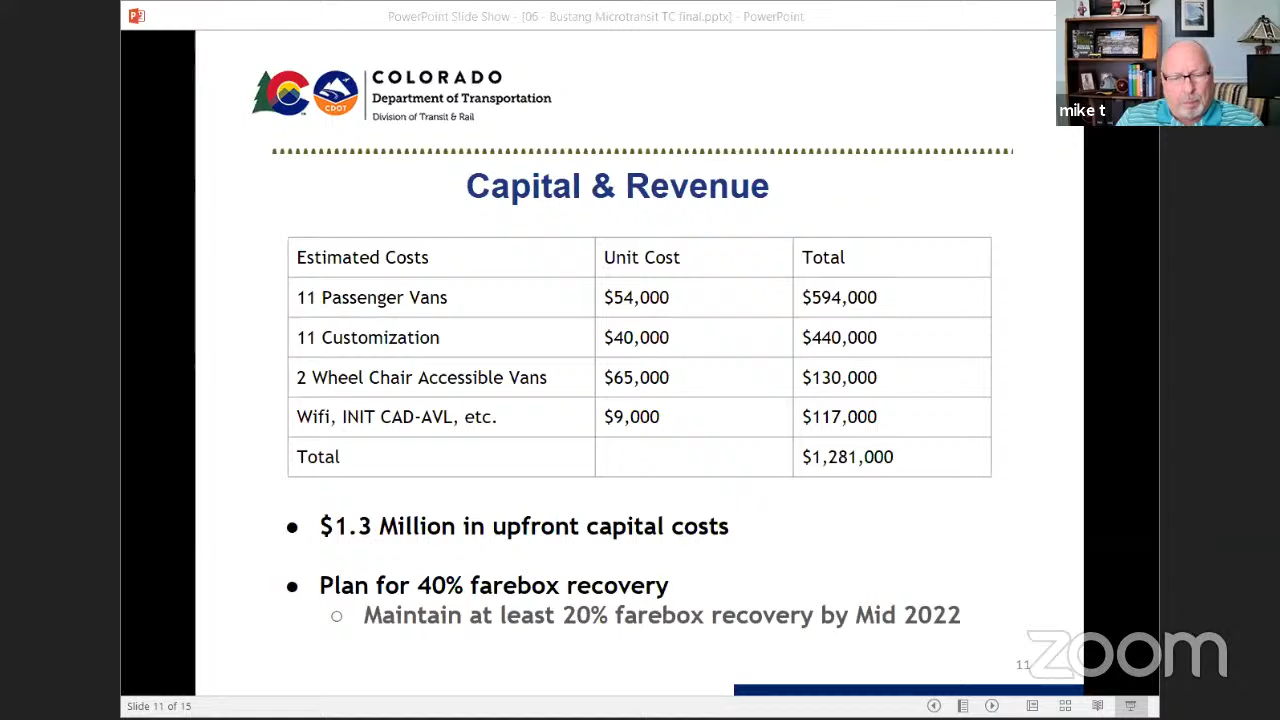 PowerPoint Slide Show - [06 - Bustang Microtransit TC final.pptx] - PowerPoint
mike t
COLORADO
Department of Transportation
Division of Transit & Rail
CDOT
Capital & Revenue
Estimated Costs Unit Cost Total
11 Passenger Vans $54,000 $594,000
11 Customization $40,000 $440,000
2 Wheel Chair Accessible Vans $65,000 $130,000
Wifi, INIT CAD-AVL, etc. $9,000 $117,000
Total $1,281,000
● $1.3 Million in upfront capital costs
● Plan for 40% farebox recovery
○ Maintain at least 20% farebox recovery by Mid 2022
11
zoom
Slide 11 of 15